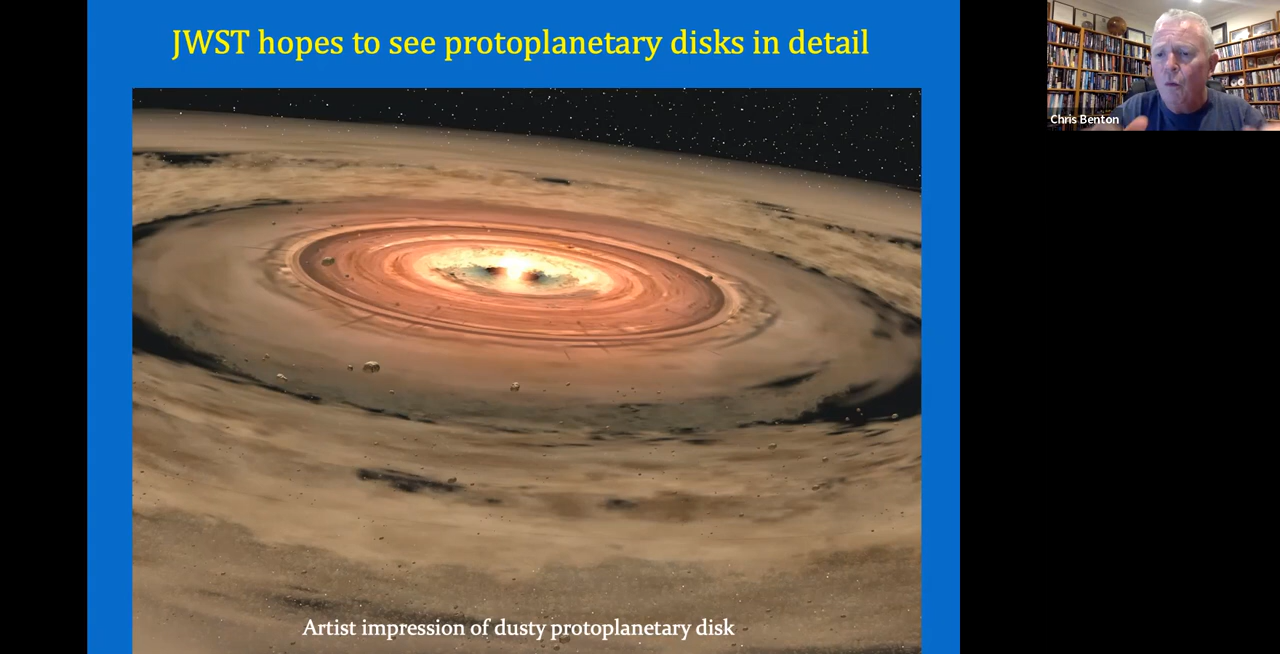 JWST hopes to see protoplanetary disks in detail
Chris Benton
Artist impression of dusty protoplanetary disk